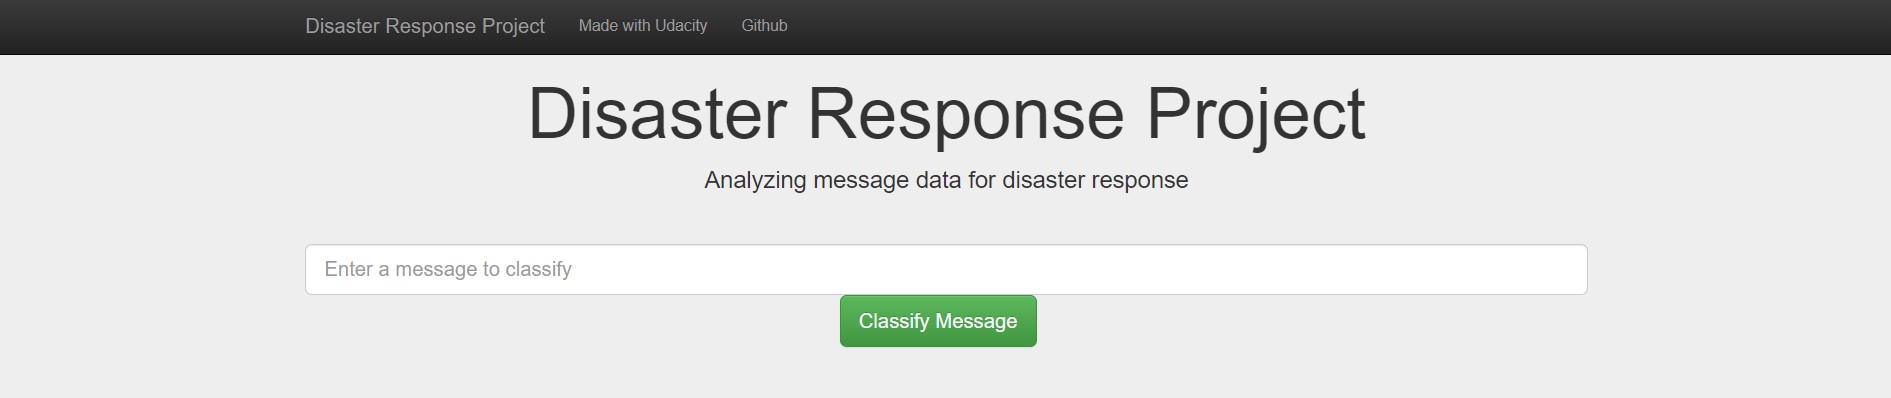 Disaster Response Project Made with Udacity Github
Disaster Response Project
Analyzing message data for disaster response
Enter a message to classify
Classify Message